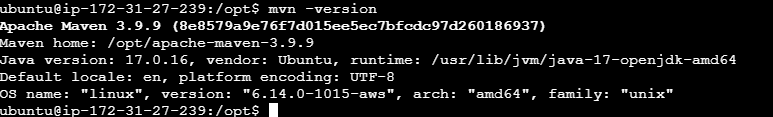 ubuntu@ip-172-31-27-239:/opt$ mvn -version
Apache Maven 3.9.9 (8e8579a9e76f7d015ee5ec7bfcdc97d260186937)
Maven home: /opt/apache-maven-3.9.9
Java version: 17.0.16, vendor: Ubuntu, runtime: /usr/lib/jvm/java-17-openjdk-amd64
Default locale: en, platform encoding: UTF-8
OS name: "linux", version: "6.14.0-1015-aws", arch: "amd64", family: "unix"
ubuntu@ip-172-31-27-239:/opt$